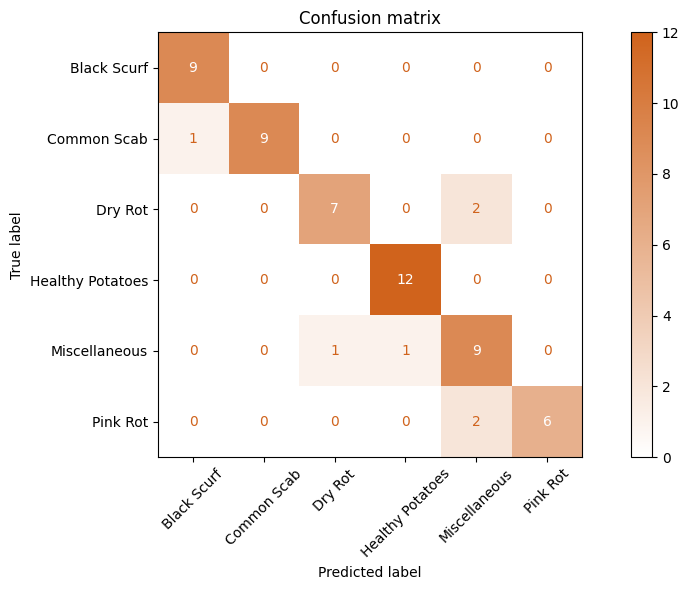 Confusion matrix
Black Scurf 9 0 0 0 0 0
Common Scab 1 9 0 0 0 0
Dry Rot 0 0 7 0 2 0
Healthy Potatoes 0 0 0 12 0 0
Miscellaneous 0 0 1 1 9 0
Pink Rot 0 0 0 0 2 6
True label
Black Scurf
Common Scab
Dry Rot
Healthy Potatoes
Miscellaneous
Pink Rot
Predicted label
12
10
8
6
4
2
0